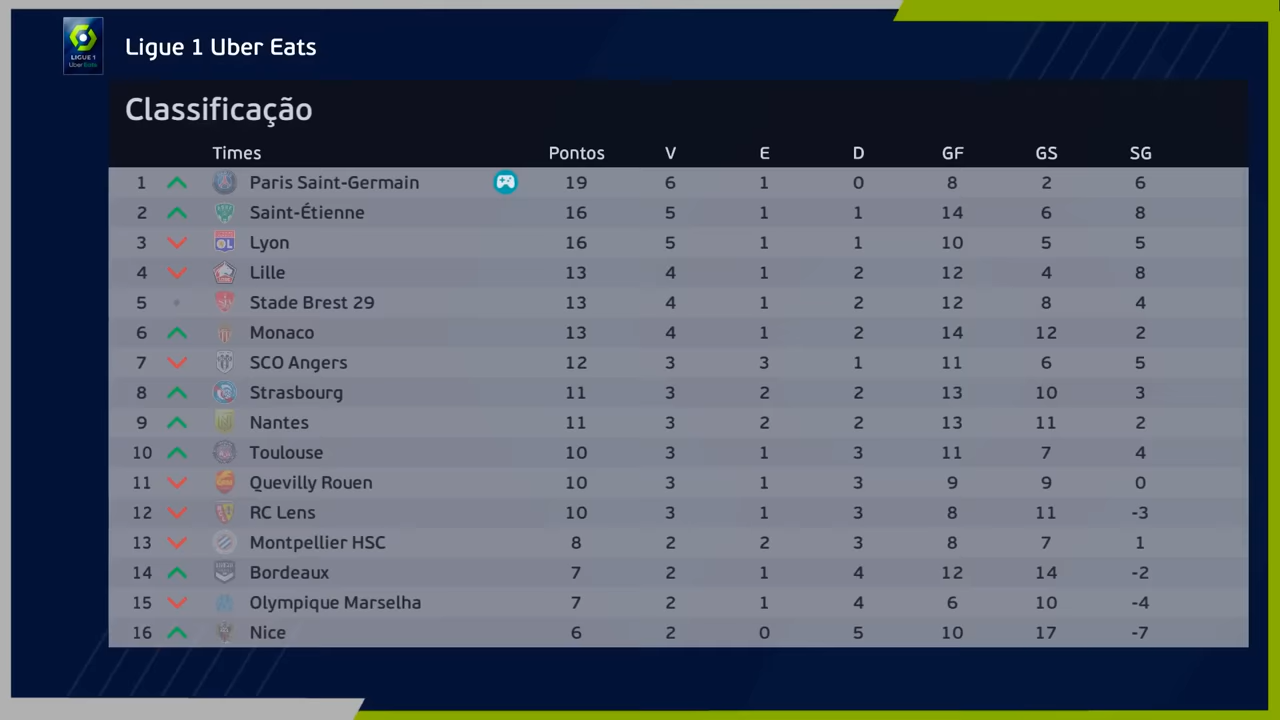 LIGUE 1
Uber Eats
Ligue 1 Uber Eats
Classificação
Times Pontos V E D GF GS SG
1 Paris Saint-Germain 19 6 1 0 8 2 6
2 Saint-Étienne 16 5 1 1 14 6 8
3 Lyon 16 5 1 1 10 5 5
4 Lille 13 4 1 2 12 4 8
5 Stade Brest 29 13 4 1 2 12 8 4
6 Monaco 13 4 1 2 14 12 2
7 SCO Angers 12 3 3 1 11 6 5
8 Strasbourg 11 3 2 2 13 10 3
9 Nantes 11 3 2 2 13 11 2
10 Toulouse 10 3 1 3 11 7 4
11 Quevilly Rouen 10 3 1 3 9 9 0
12 RC Lens 10 3 1 3 8 11 -3
13 Montpellier HSC 8 2 2 3 8 7 1
14 Bordeaux 7 2 1 4 12 14 -2
15 Olympique Marselha 7 2 1 4 6 10 -4
16 Nice 6 2 0 5 10 17 -7